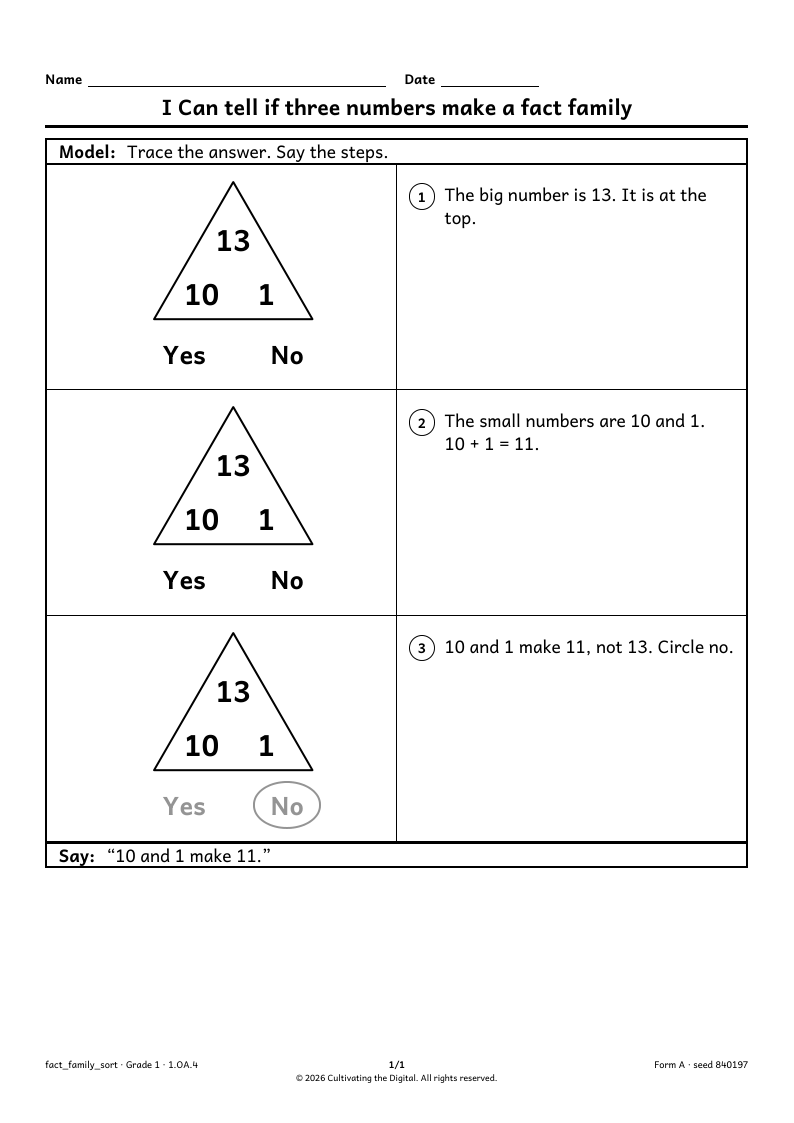 Name Date
I Can tell if three numbers make a fact family
Model: Trace the answer. Say the steps.
13
10 1
Yes No
1 The big number is 13. It is at the
top.
13
10 1
Yes No
2 The small numbers are 10 and 1.
10 + 1 = 11.
13
10 1
Yes No
3 10 and 1 make 11, not 13. Circle no.
Say: “10 and 1 make 11.”
fact_family_sort · Grade 1 · 1.OA.4 1/1 Form A · seed 840197
© 2026 Cultivating the Digital. All rights reserved.